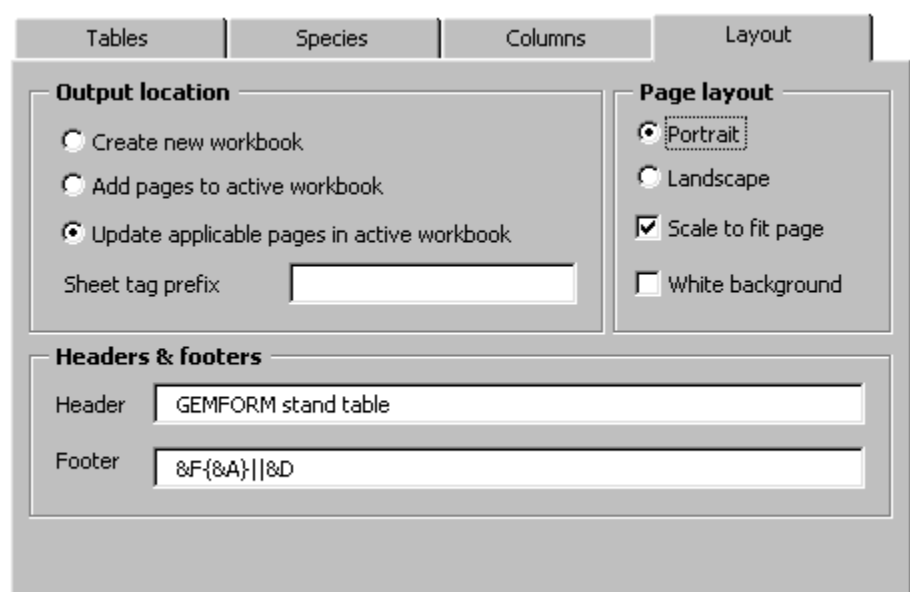 Tables Species Columns Layout
Output location
Create new workbook
Add pages to active workbook
Update applicable pages in active workbook
Sheet tag prefix
Page layout
Portrait
Landscape
Scale to fit page
White background
Headers & footers
Header GEMFORM stand table
Footer &F{&A}||&D